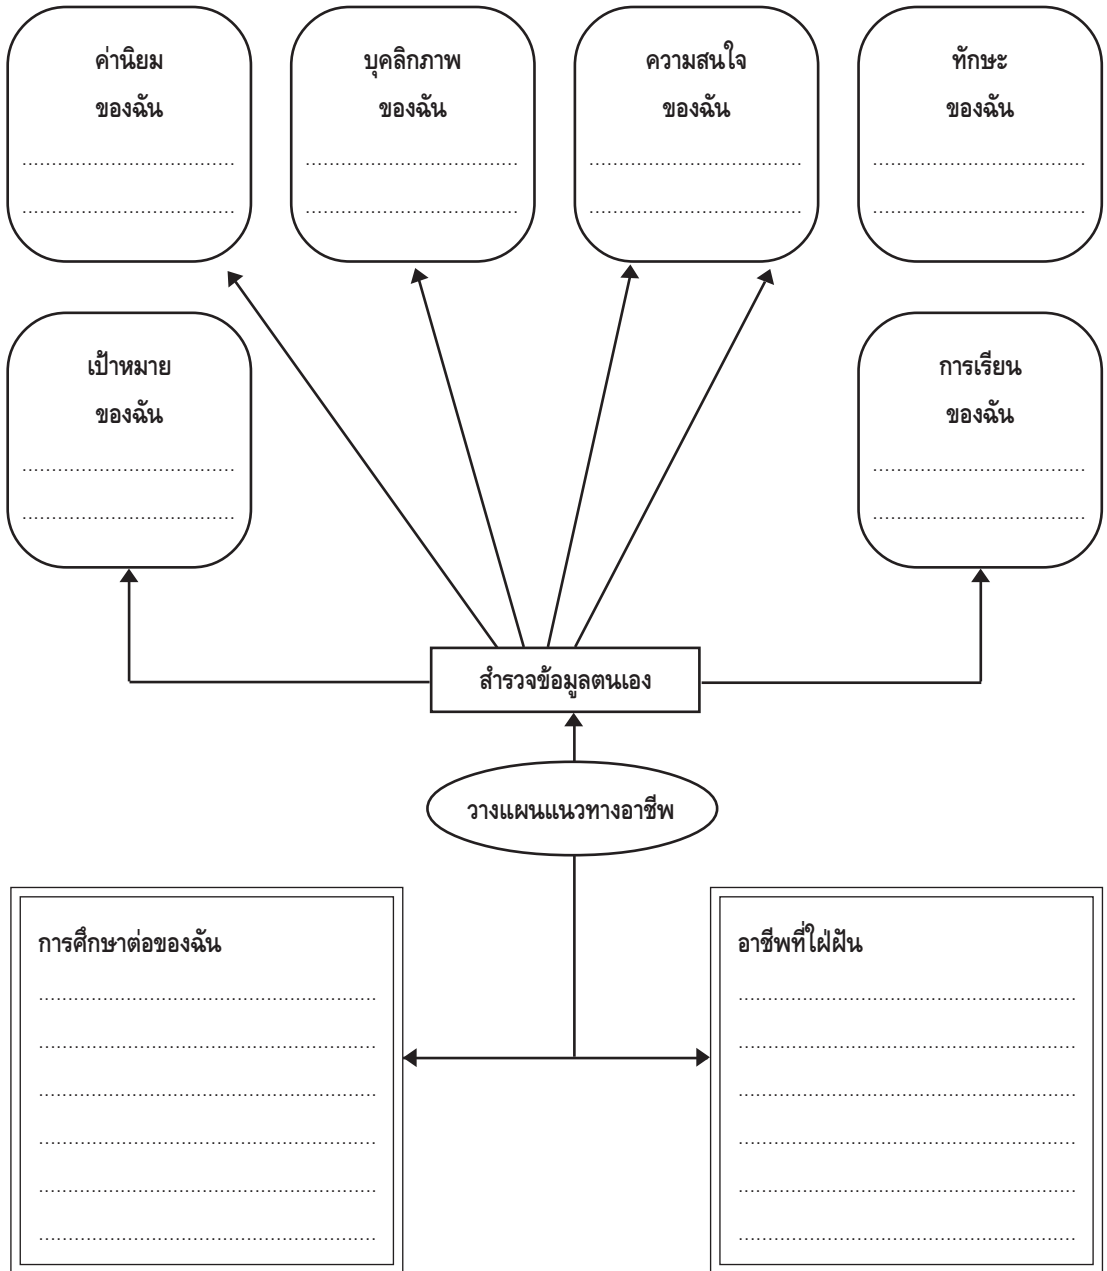 ค่านิยม
ของฉัน
บุคลิกภาพ
ของฉัน
ความสนใจ
ของฉัน
ทักษะ
ของฉัน
เป้าหมาย
ของฉัน
การเรียน
ของฉัน
สำรวจข้อมูลตนเอง
วางแผนแนวทางอาชีพ
การศึกษาต่อของฉัน
อาชีพที่ใฝ่ฝัน